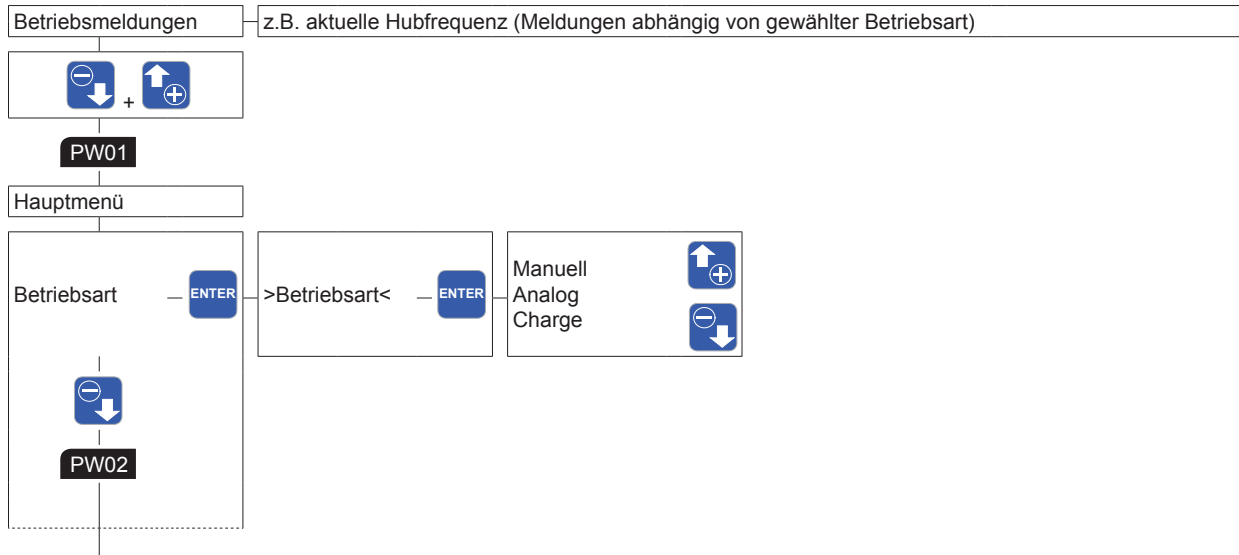 Betriebsmeldungen
z.B. aktuelle Hubfrequenz (Meldungen abhängig von gewählter Betriebsart)
+
PW01
Hauptmenü
Betriebsart
ENTER
>Betriebsart<
ENTER
Manuell
Analog
Charge
PW02